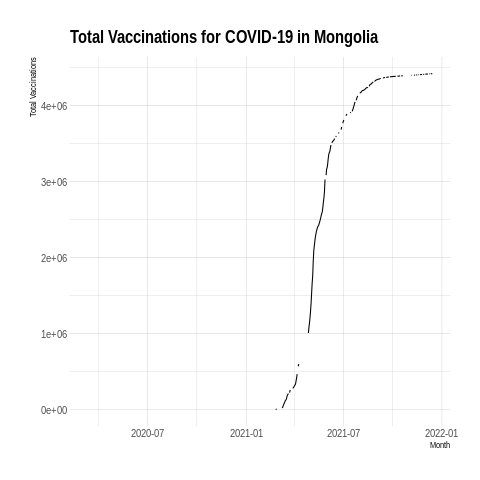 Total Vaccinations for COVID-19 in Mongolia
Total Vaccinations
4e+06
3e+06
2e+06
1e+06
0e+00
2020-07
2021-01
2021-07
2022-01
Month